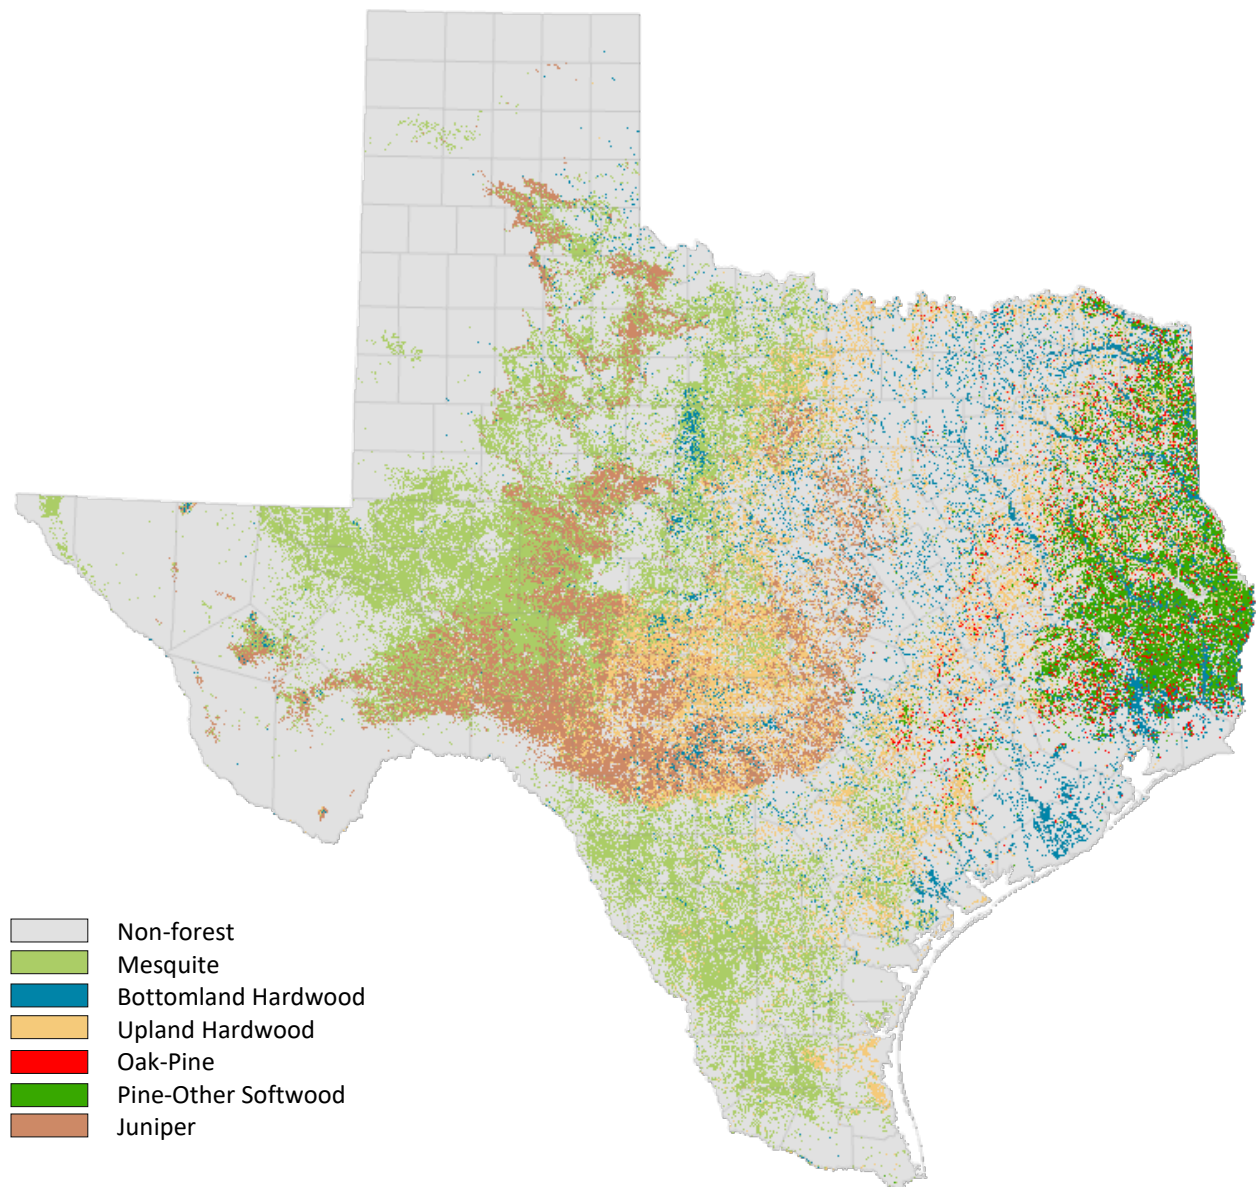 Non-forest
Mesquite
Bottomland Hardwood
Upland Hardwood
Oak-Pine
Pine-Other Softwood
Juniper